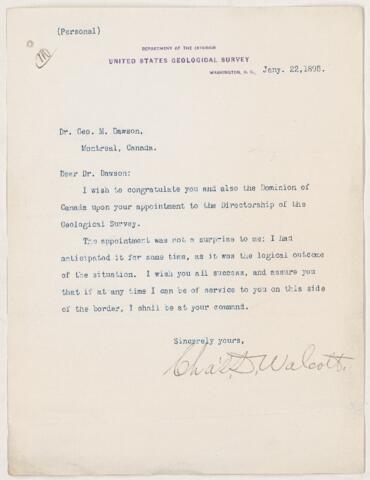 (Personal)
DEPARTMENT OF THE INTERIOR
UNITED STATES GEOLOGICAL SURVEY
WASHINGTON, D. C., Jany. 22,1895.
Dr. Geo. M. Dawson,
Montreal, Canada.
Dear Dr. Dawson:
I wish to congratulate you and also the Dominion of
Canada upon your appointment to the Directorship of the
Geological Survey.
The appointment was not a surprise to me; I had
anticipated it for some time, as it was the logical outcome
of the situation. I wish you all success, and assure you
that if at any time I can be of service to you on this side
of the border, I shall be at your command.
Sincerely yours,
Chas. D. Walcott.